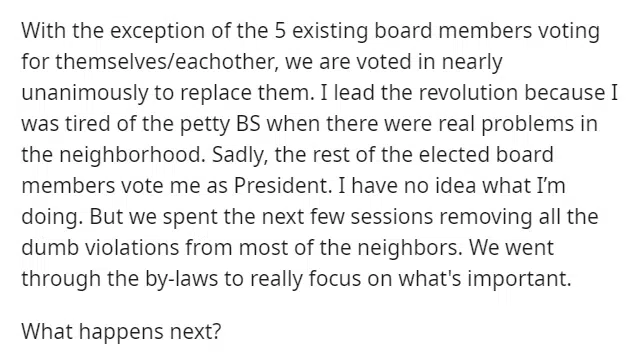 With the exception of the 5 existing board members voting
for themselves/eachother, we are voted in nearly
unanimously to replace them. I lead the revolution because I
was tired of the petty BS when there were real problems in
the neighborhood. Sadly, the rest of the elected board
members vote me as President. I have no idea what I’m
doing. But we spent the next few sessions removing all the
dumb violations from most of the neighbors. We went
through the by-laws to really focus on what's important.
What happens next?